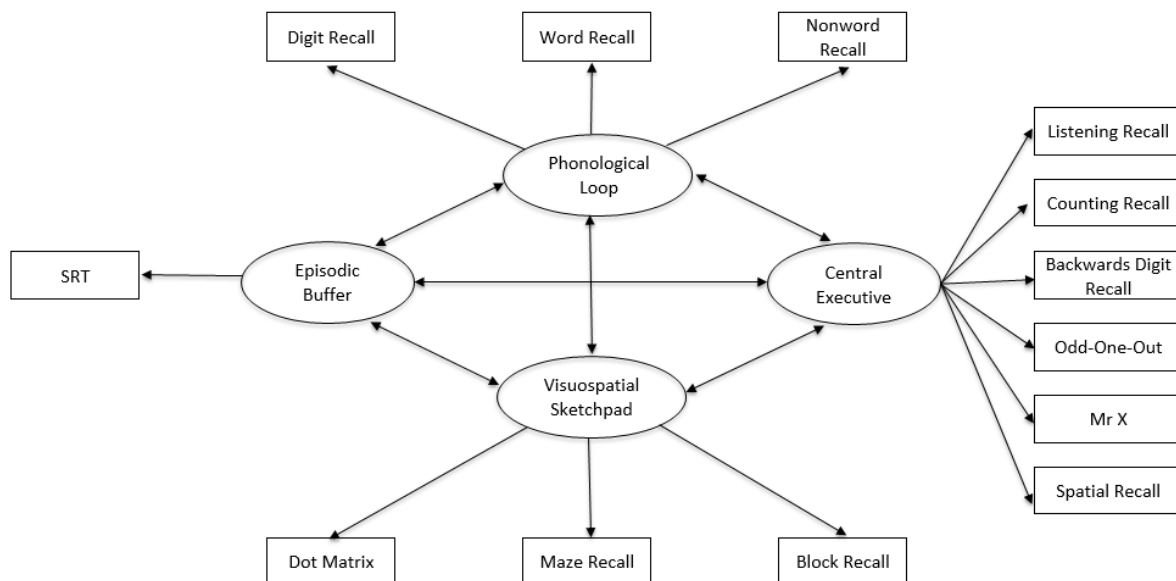 Digit Recall
Word Recall
Nonword
Recall
Phonological
Loop
Listening Recall
Counting Recall
Backwards Digit
Recall
Odd-One-Out
Mr X
Spatial Recall
SRT
Episodic
Buffer
Central
Executive
Visuospatial
Sketchpad
Dot Matrix
Maze Recall
Block Recall